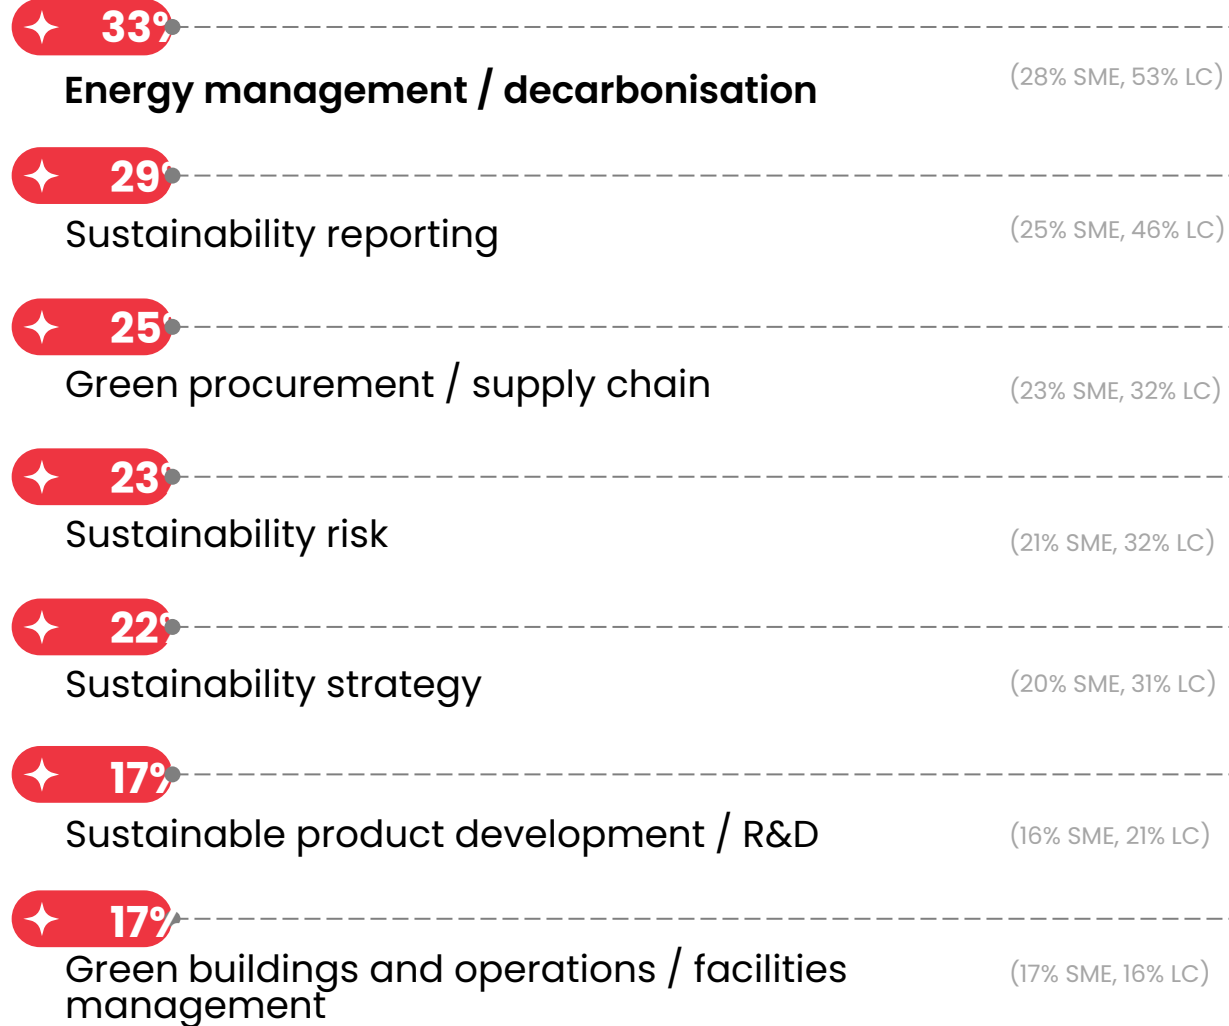 33%
Energy management / decarbonisation
(28% SME, 53% LC)
29%
Sustainability reporting
(25% SME, 46% LC)
25%
Green procurement / supply chain
(23% SME, 32% LC)
23%
Sustainability risk
(21% SME, 32% LC)
22%
Sustainability strategy
(20% SME, 31% LC)
17%
Sustainable product development / R&D
(16% SME, 21% LC)
17%
Green buildings and operations / facilities
management
(17% SME, 16% LC)